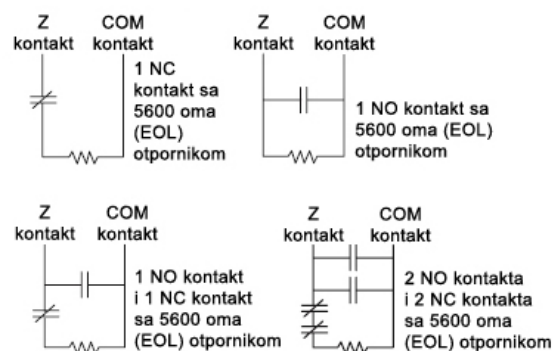 Z COM
kontakt kontakt
1 NC
kontakt sa
5600 oma
(EOL)
otpornikom
Z COM
kontakt kontakt
1 NO kontakt sa
5600 oma (EOL)
otpornikom
Z COM
kontakt kontakt
1 NO kontakt
i 1 NC kontakt
sa 5600 oma
(EOL) otpornikom
Z COM
kontakt kontakt
2 NO kontakta
i 2 NC kontakta
sa 5600 oma
(EOL) otpornikom